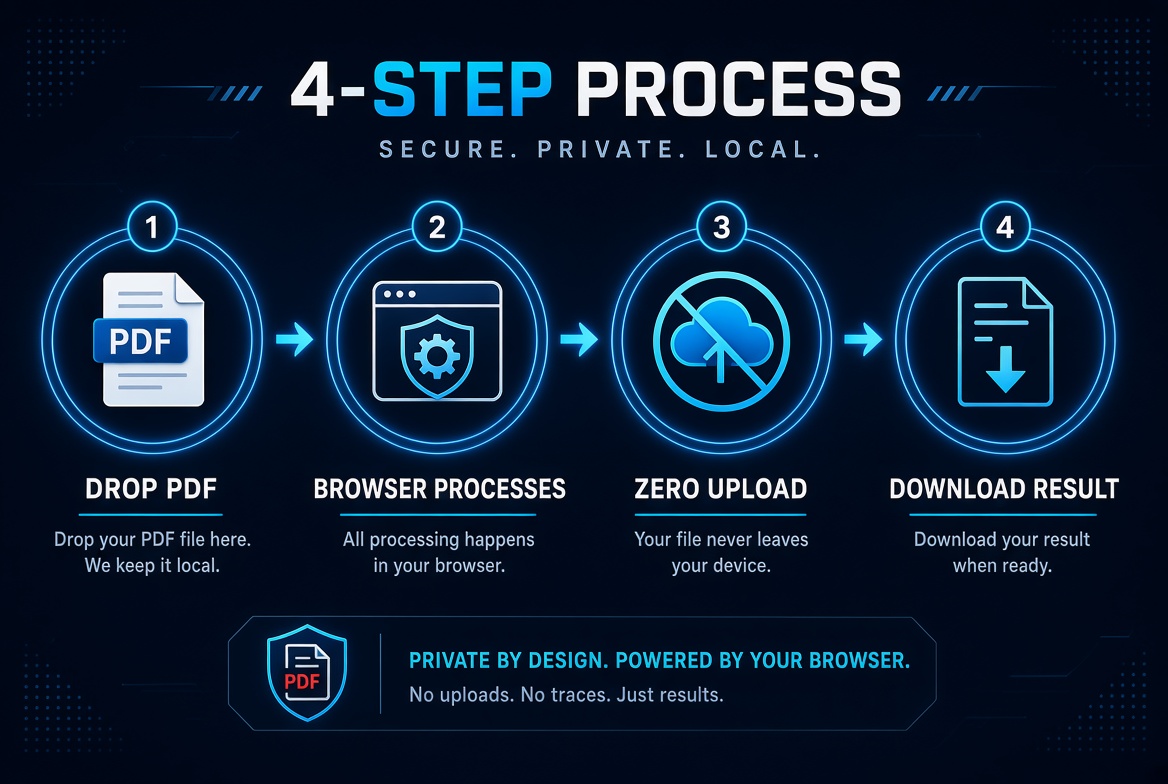 4-STEP PROCESS
SECURE. PRIVATE. LOCAL.
1
PDF
DROP PDF
Drop your PDF file here.
We keep it local.
2
BROWSER PROCESSES
All processing happens
in your browser.
3
ZERO UPLOAD
Your file never leaves
your device.
4
DOWNLOAD RESULT
Download your result
when ready.
PDF
PRIVATE BY DESIGN. POWERED BY YOUR BROWSER.
No uploads. No traces. Just results.